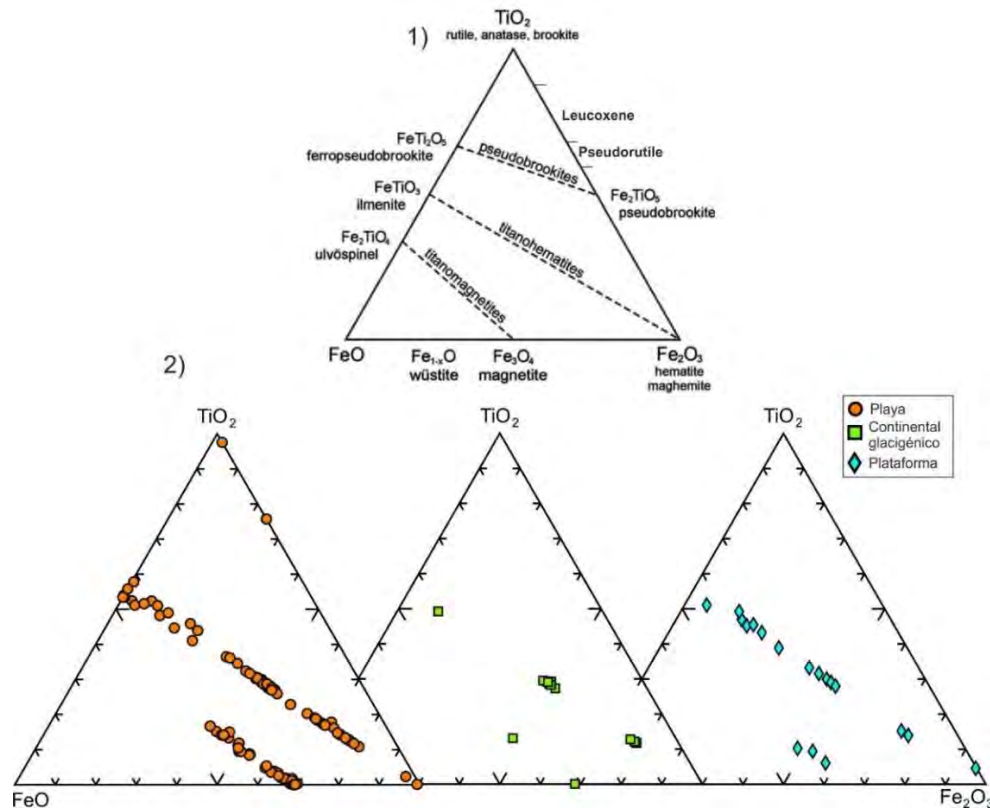 1)
TiO₂
rutile, anatase, brookite
Leucoxene
Pseudorutile
FeTi₂O₅
ferropseudobrookite
pseudobrookites
Fe₂TiO₅
pseudobrookite
FeTiO₃
ilmenite
titanohematites
Fe₂TiO₄
ulvöspinel
titanomagnetites
FeO
Fe₁₋ₓO
wüstite
Fe₃O₄
magnetite
Fe₂O₃
hematite
maghemite
2)
TiO₂
TiO₂
TiO₂
Playa
Continental
glacigénico
Plataforma
FeO
Fe₂O₃